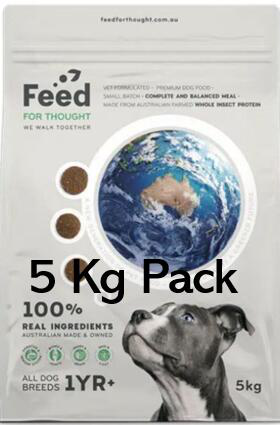 feedforthought.com.au
Feed
FOR THOUGHT
WE WALK TOGETHER
VET FORMULATED - PREMIUM DOG FOOD -
SMALL BATCH - COMPLETE AND BALANCED MEAL -
MADE FROM AUSTRALIAN FARMED WHOLE INSECT PROTEIN
5 Kg Pack
100%
REAL INGREDIENTS
AUSTRALIAN MADE & OWNED
ALL DOG
BREEDS 1YR+
5kg